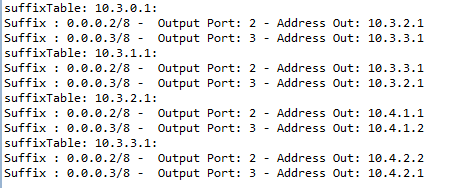 suffixTable: 10.3.0.1:
Suffix : 0.0.0.2/8 -  Output Port: 2 - Address Out: 10.3.2.1
Suffix : 0.0.0.3/8 -  Output Port: 3 - Address Out: 10.3.3.1
suffixTable: 10.3.1.1:
Suffix : 0.0.0.2/8 -  Output Port: 2 - Address Out: 10.3.3.1
Suffix : 0.0.0.3/8 -  Output Port: 3 - Address Out: 10.3.2.1
suffixTable: 10.3.2.1:
Suffix : 0.0.0.2/8 -  Output Port: 2 - Address Out: 10.4.1.1
Suffix : 0.0.0.3/8 -  Output Port: 3 - Address Out: 10.4.1.2
suffixTable: 10.3.3.1:
Suffix : 0.0.0.2/8 -  Output Port: 2 - Address Out: 10.4.2.2
Suffix : 0.0.0.3/8 -  Output Port: 3 - Address Out: 10.4.2.1